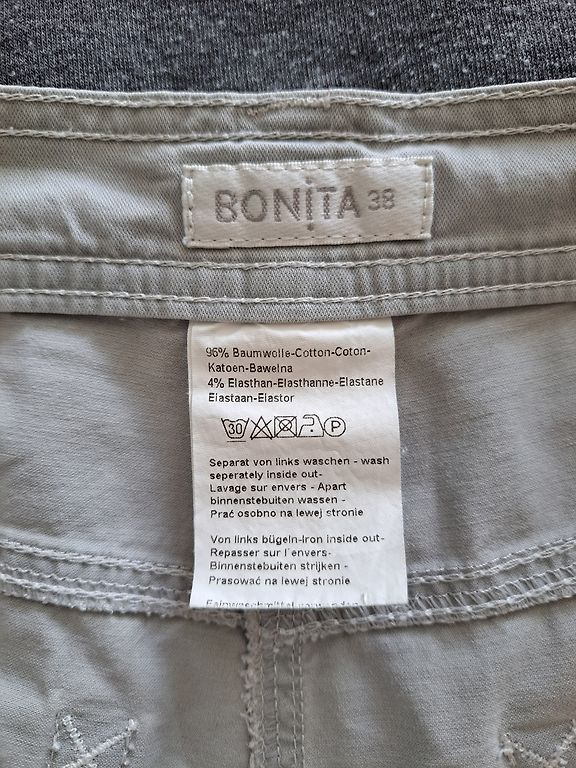 BONiTA 38
96% Baumwolle-Cotton-Coton-
Katoen-Bawelna
4% Elasthan-Elasthanne-Elastane
Elastaan-Elastor
30 P
Separat von links waschen - wash
seperately inside out-
Lavage sur envers - Apart
binnenstebuiten wassen -
Prać osobno na lewej stronie
Von links bügeln-Iron inside out-
Repasser sur l'envers-
Binnenstebuiten strijken -
Prasować na lewej stronie